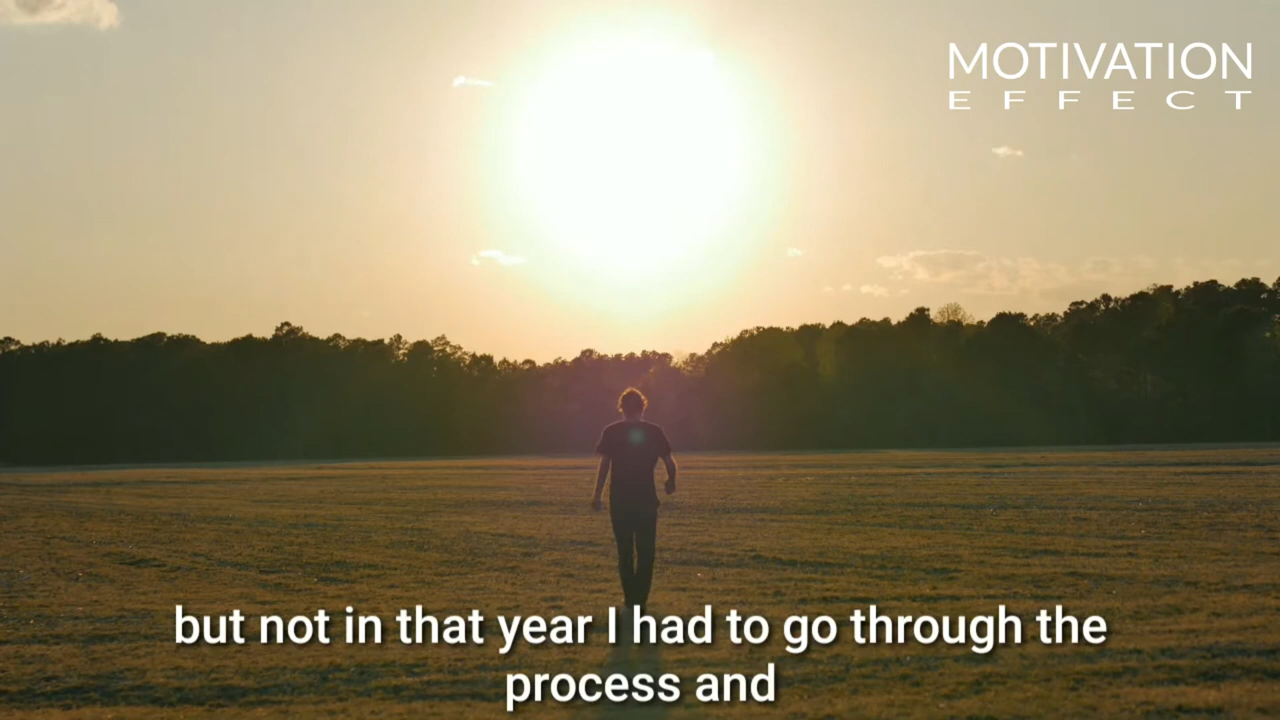 MOTIVATION
EFFECT
but not in that year I had to go through the
process and